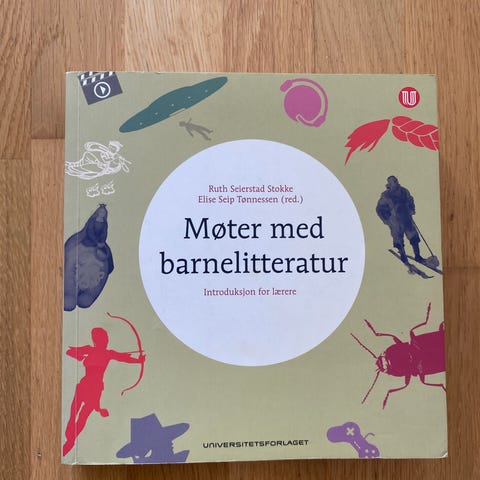 Ruth Seierstad Stokke
Elise Seip Tønnessen (red.)
Møter med
barnelitteratur
Introduksjon for lærere
UNIVERSITETSFORLAGET